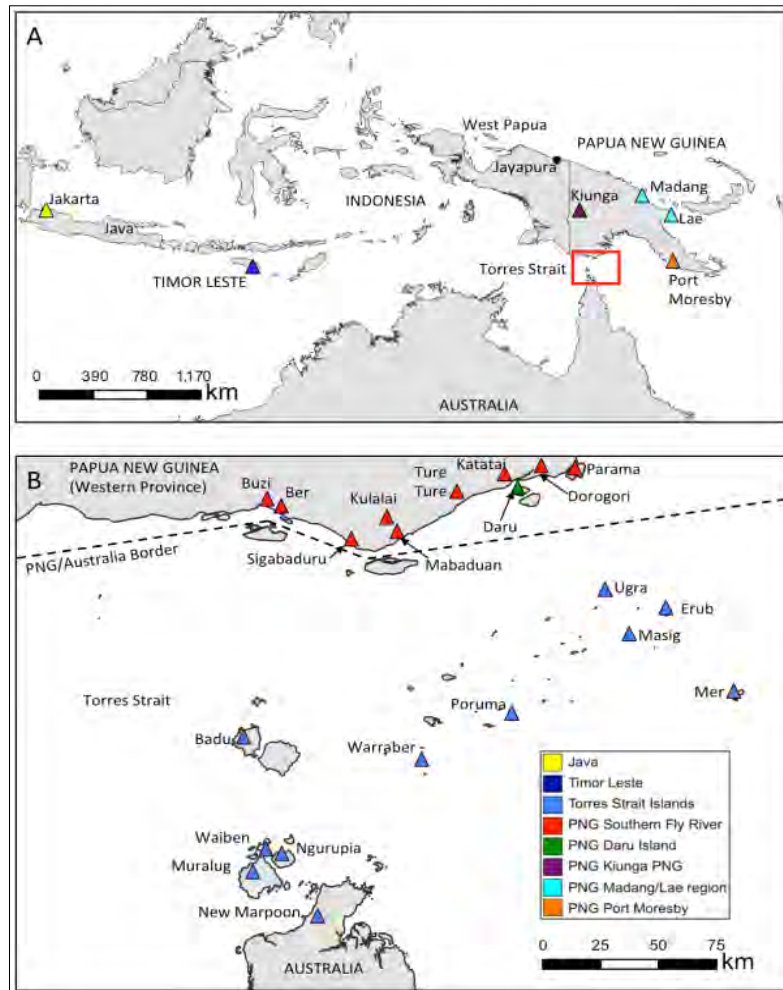 A
West Papua
PAPUA NEW GUINEA
Jayapura
Madang
Kiunga
INDONESIA
Jakarta
Lae
Java
Torres Strait
TIMOR LESTE
Port
Moresby
0 390 780 1,170
km
AUSTRALIA
B
PAPUA NEW GUINEA
(Western Province)
Katatai
Parama
Ture
Ture
Buzi
Ber
Kulalai
Dorogori
Daru
PNG/Australia Border
Sigabaduru
Mabaduan
Ugra
Erub
Masig
Torres Strait
Mer
Poruma
Badu
Warraber
Java
Timor Leste
Torres Strait Islands
PNG Southern Fly River
PNG Daru Island
PNG Kiunga PNG
PNG Madang/Lae region
PNG Port Moresby
Waiben
Ngurupia
Muralug
New Marpoon
0 25 50 75
km
AUSTRALIA